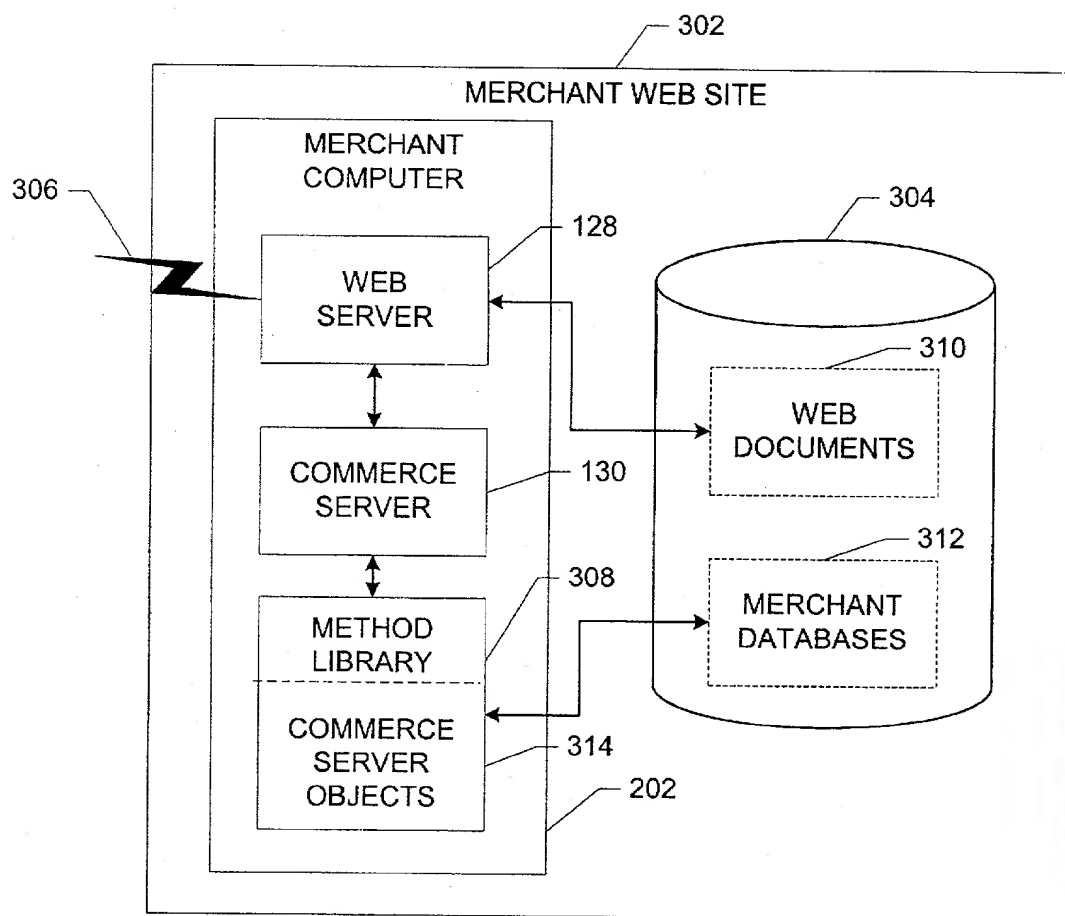 302
MERCHANT WEB SITE
MERCHANT
COMPUTER
306
304
128
WEB
SERVER
310
WEB
DOCUMENTS
COMMERCE
SERVER
130
312
308
MERCHANT
DATABASES
METHOD
LIBRARY
COMMERCE
SERVER
OBJECTS
314
202